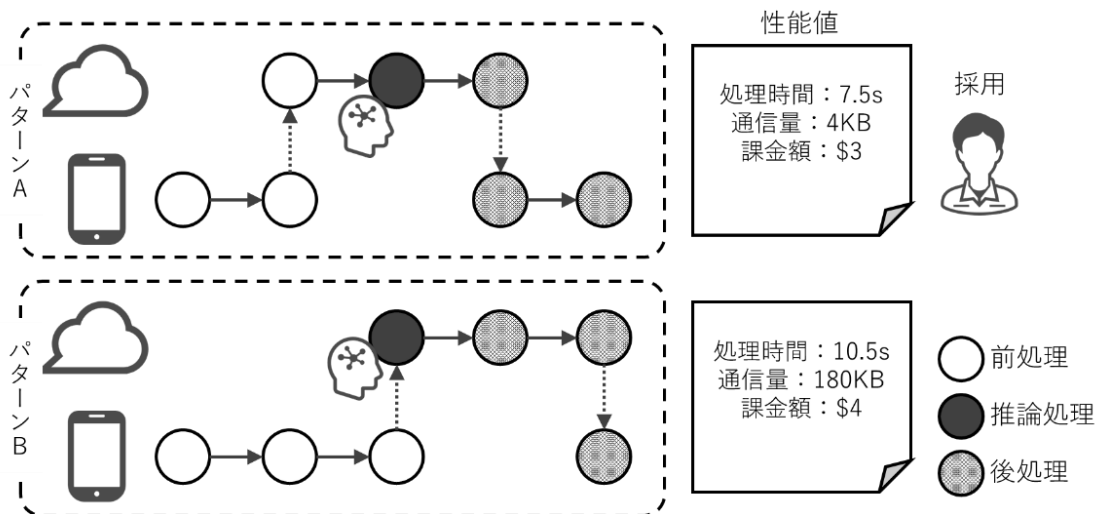 パターンA
性能値
処理時間：7.5s
通信量：4KB
課金額：$3
採用
パターンB
処理時間：10.5s
通信量：180KB
課金額：$4
前処理
推論処理
後処理